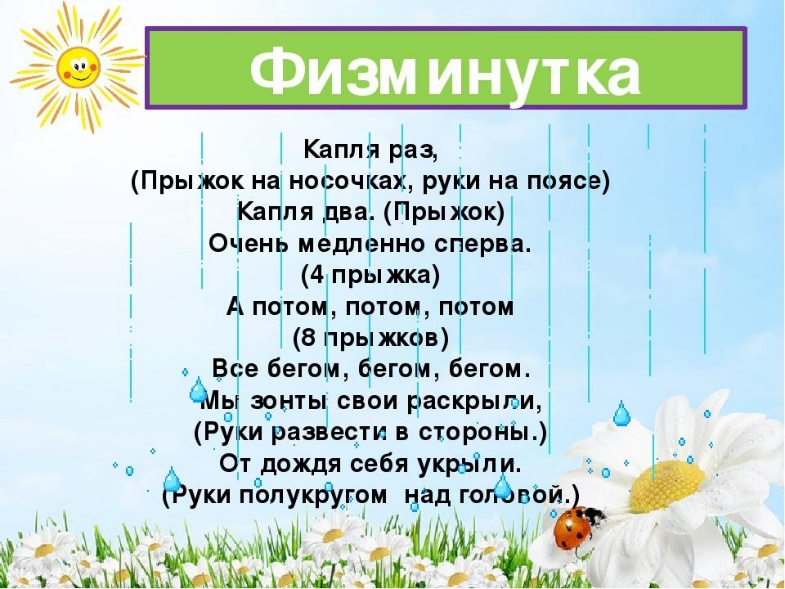 Физминутка
Капля раз,
(Прыжок на носочках, руки на поясе)
Капля два. (Прыжок)
Очень медленно сперва.
(4 прыжка)
А потом, потом, потом
(8 прыжков)
Все бегом, бегом, бегом.
Мы зонты свои раскрыли,
(Руки развести в стороны.)
От дождя себя укрыли.
(Руки полукругом над головой.)